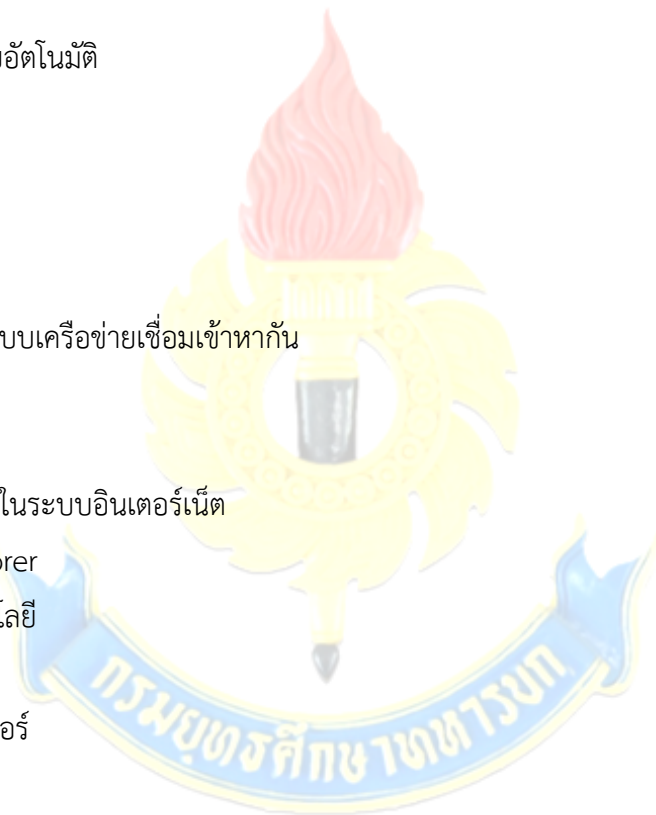 อัตโนมัติ
บบเครือข่ายเชื่อมเข้าหากัน
ในระบบอินเตอร์เน็ต
orer
โลยี
อร์
กรมยุทธศึกษาทหารบก